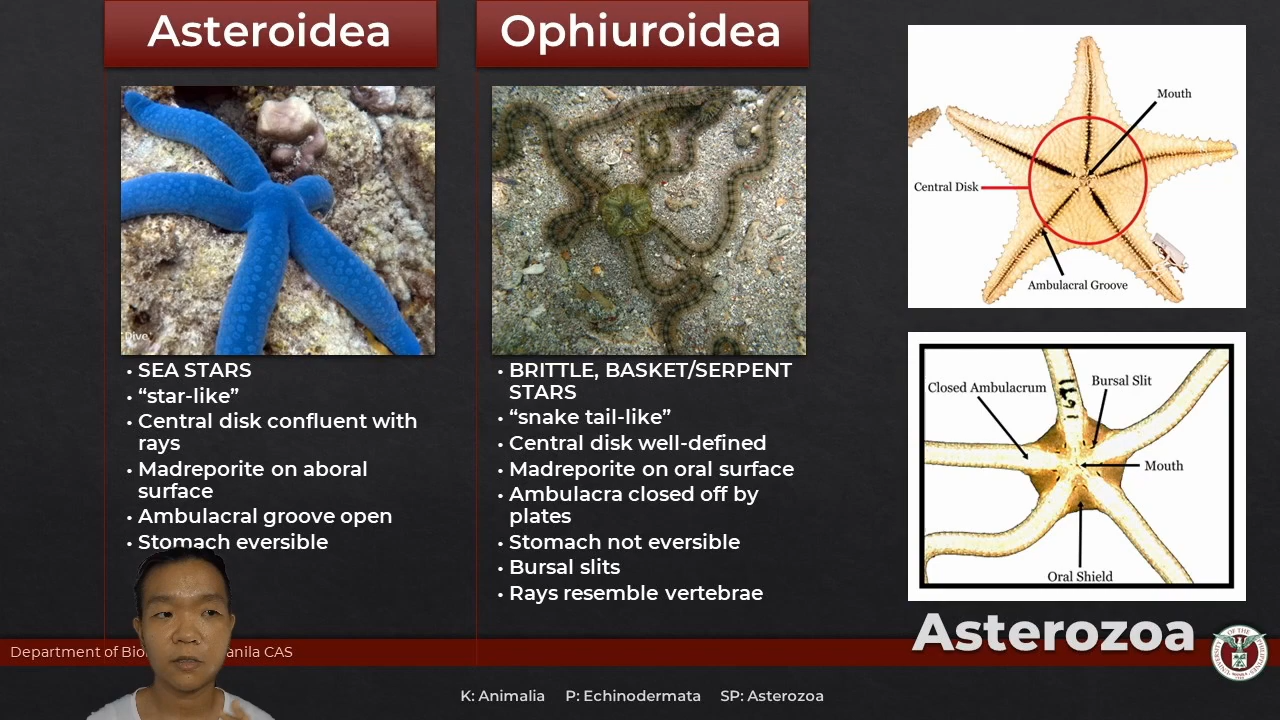 Asteroidea
Ophiuroidea
Dive
• SEA STARS
• “star-like”
• Central disk confluent with
rays
• Madreporite on aboral
surface
• Ambulacral groove open
• Stomach eversible
• BRITTLE, BASKET/SERPENT
STARS
• “snake tail-like”
• Central disk well-defined
• Madreporite on oral surface
• Ambulacra closed off by
plates
• Stomach not eversible
• Bursal slits
• Rays resemble vertebrae
Mouth
Central Disk
Ambulacral Groove
Closed Ambulacrum
Bursal Slit
Mouth
Oral Shield
Asterozoa
Department of Bio
anila CAS
K: Animalia P: Echinodermata SP: Asterozoa